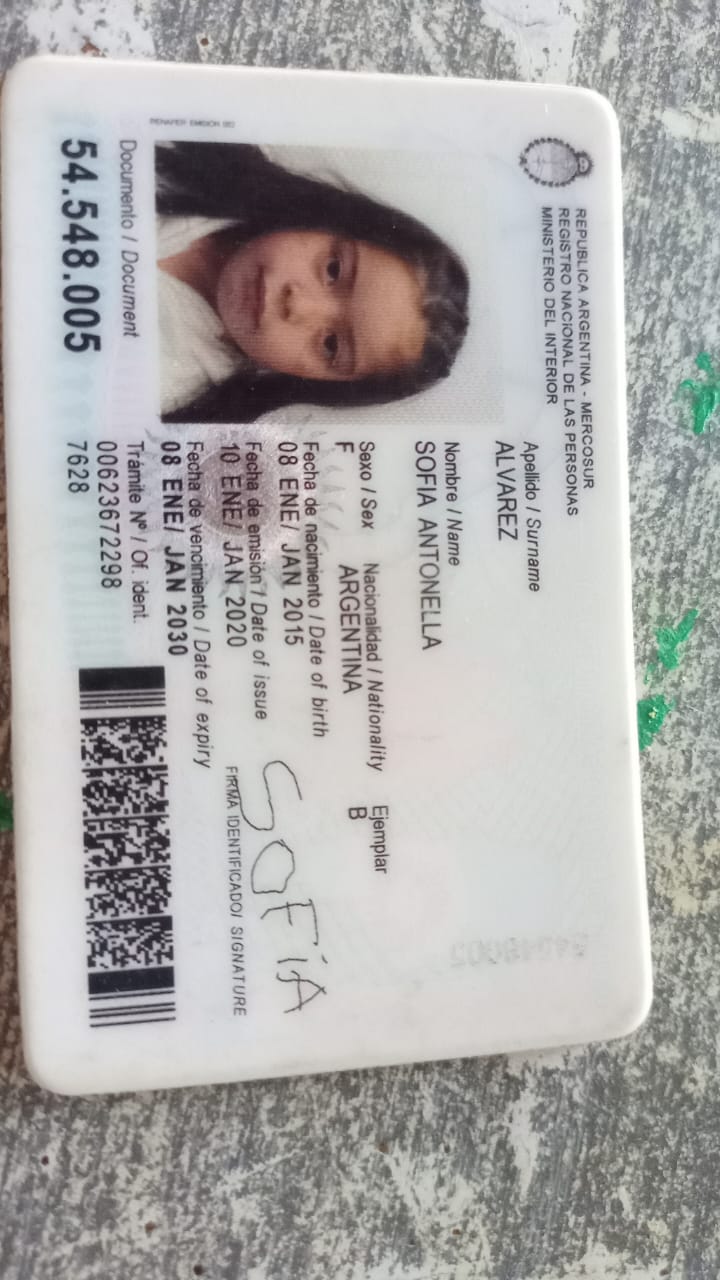 RENAPER EMISION
REPUBLICA ARGENTINA - MERCOSUR
REGISTRO NACIONAL DE LAS PERSONAS
MINISTERIO DEL INTERIOR
Apellido / Surname
ALVAREZ
Nombre / Name
SOFIA ANTONELLA
Sexo / Sex Nacionalidad / Nationality Ejemplar
F ARGENTINA B
Fecha de nacimiento / Date of birth
08 ENE/ JAN 2015
Fecha de emisión / Date of issue
10 ENE/ JAN 2020
Fecha de vencimiento / Date of expiry
08 ENE/ JAN 2030
SOFíA
FIRMA IDENTIFICADO/ SIGNATURE
Trámite Nº / Of. ident.
00623672298
7628
Documento / Document
54.548.005